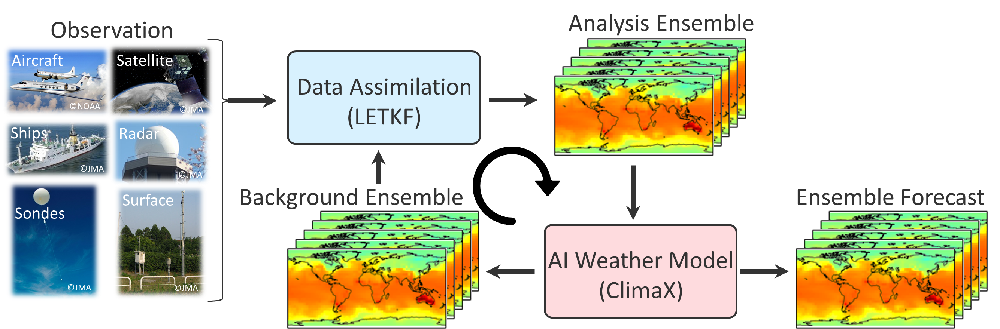 Observation
Aircraft
©NOAA
Satellite
©JMA
Ships
©JMA
Radar
©JMA
Sondes
©JMA
Surface
©JMA
Data Assimilation
(LETKF)
Analysis Ensemble
Background Ensemble
AI Weather Model
(ClimaX)
Ensemble Forecast